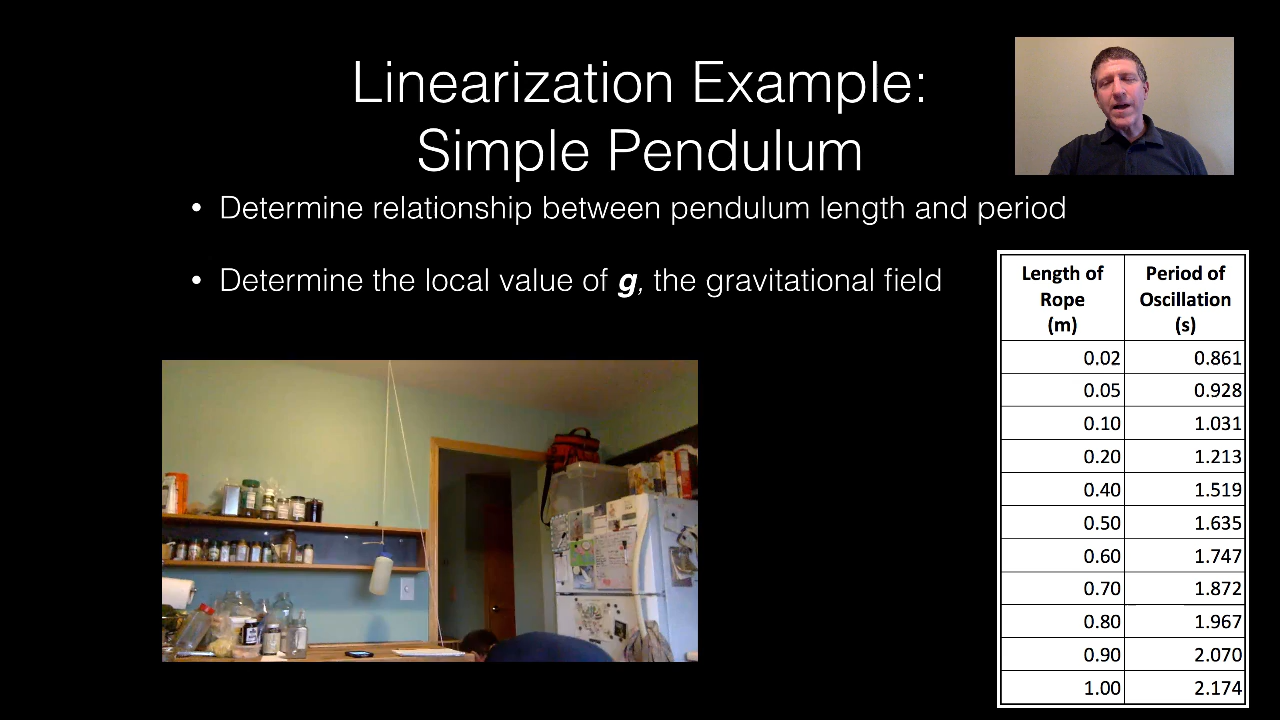 Linearization Example:
Simple Pendulum
• Determine relationship between pendulum length and period
• Determine the local value of g, the gravitational field
Length of Rope (m) Period of Oscillation (s)
0.02 0.861
0.05 0.928
0.10 1.031
0.20 1.213
0.40 1.519
0.50 1.635
0.60 1.747
0.70 1.872
0.80 1.967
0.90 2.070
1.00 2.174